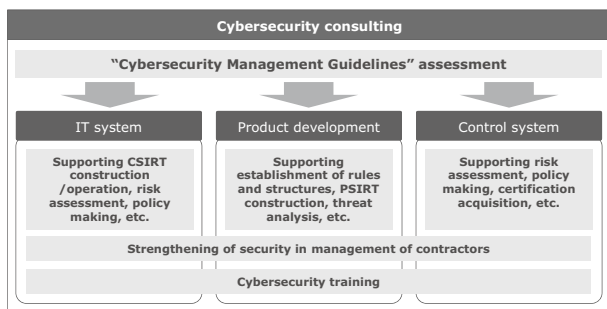 Cybersecurity consulting
“Cybersecurity Management Guidelines” assessment
IT system
Supporting CSIRT
construction
/operation, risk
assessment, policy
making, etc.
Product development
Supporting
establishment of rules
and structures, PSIRT
construction, threat
analysis, etc.
Control system
Supporting risk
assessment, policy
making, certification
acquisition, etc.
Strengthening of security in management of contractors
Cybersecurity training